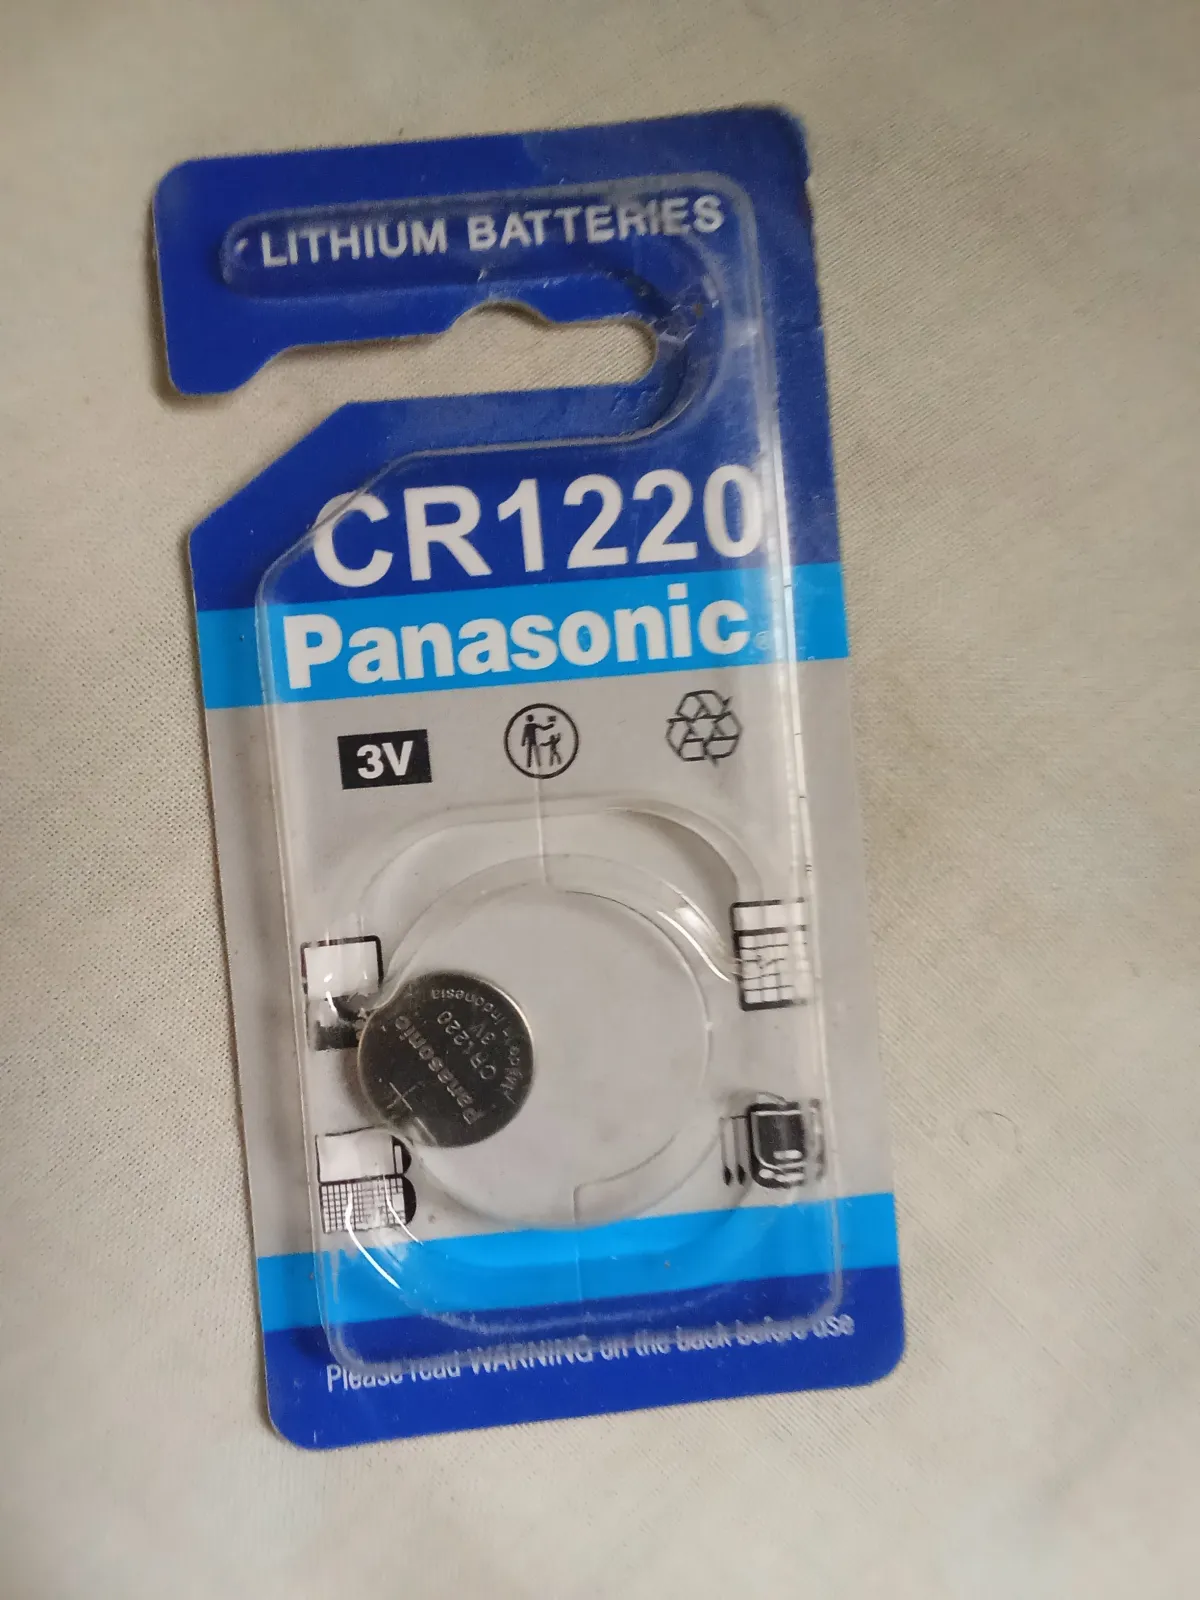 LITHIUM BATTERIES
CR1220
Panasonic
3V
Panasonic
CR1220
3V
Indonesia
Please read WARNING on the back before use